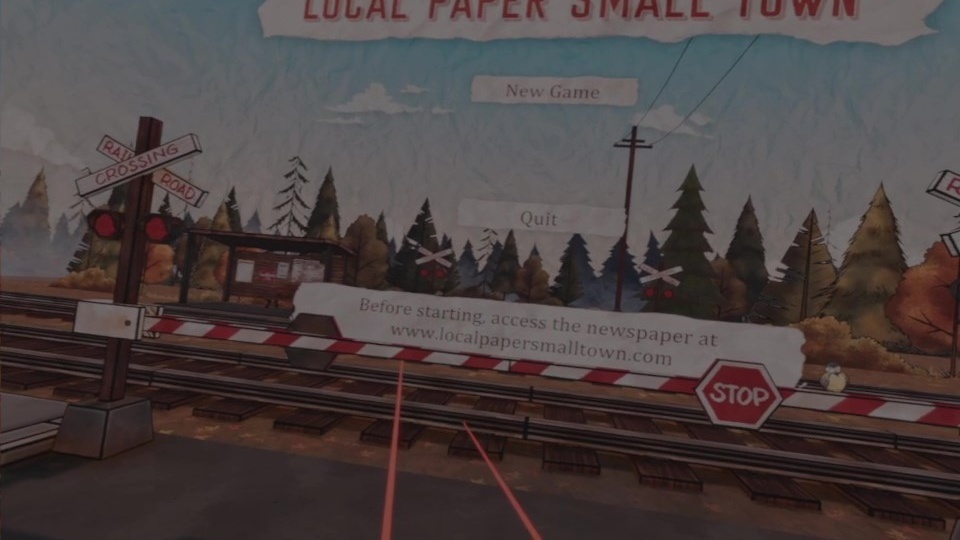 LOCAL PAPER SMALL TOWN
New Game
RAIL
CROSSING
ROAD
Quit
Before starting, access the newspaper at
www.localpapersmalltown.com
STOP